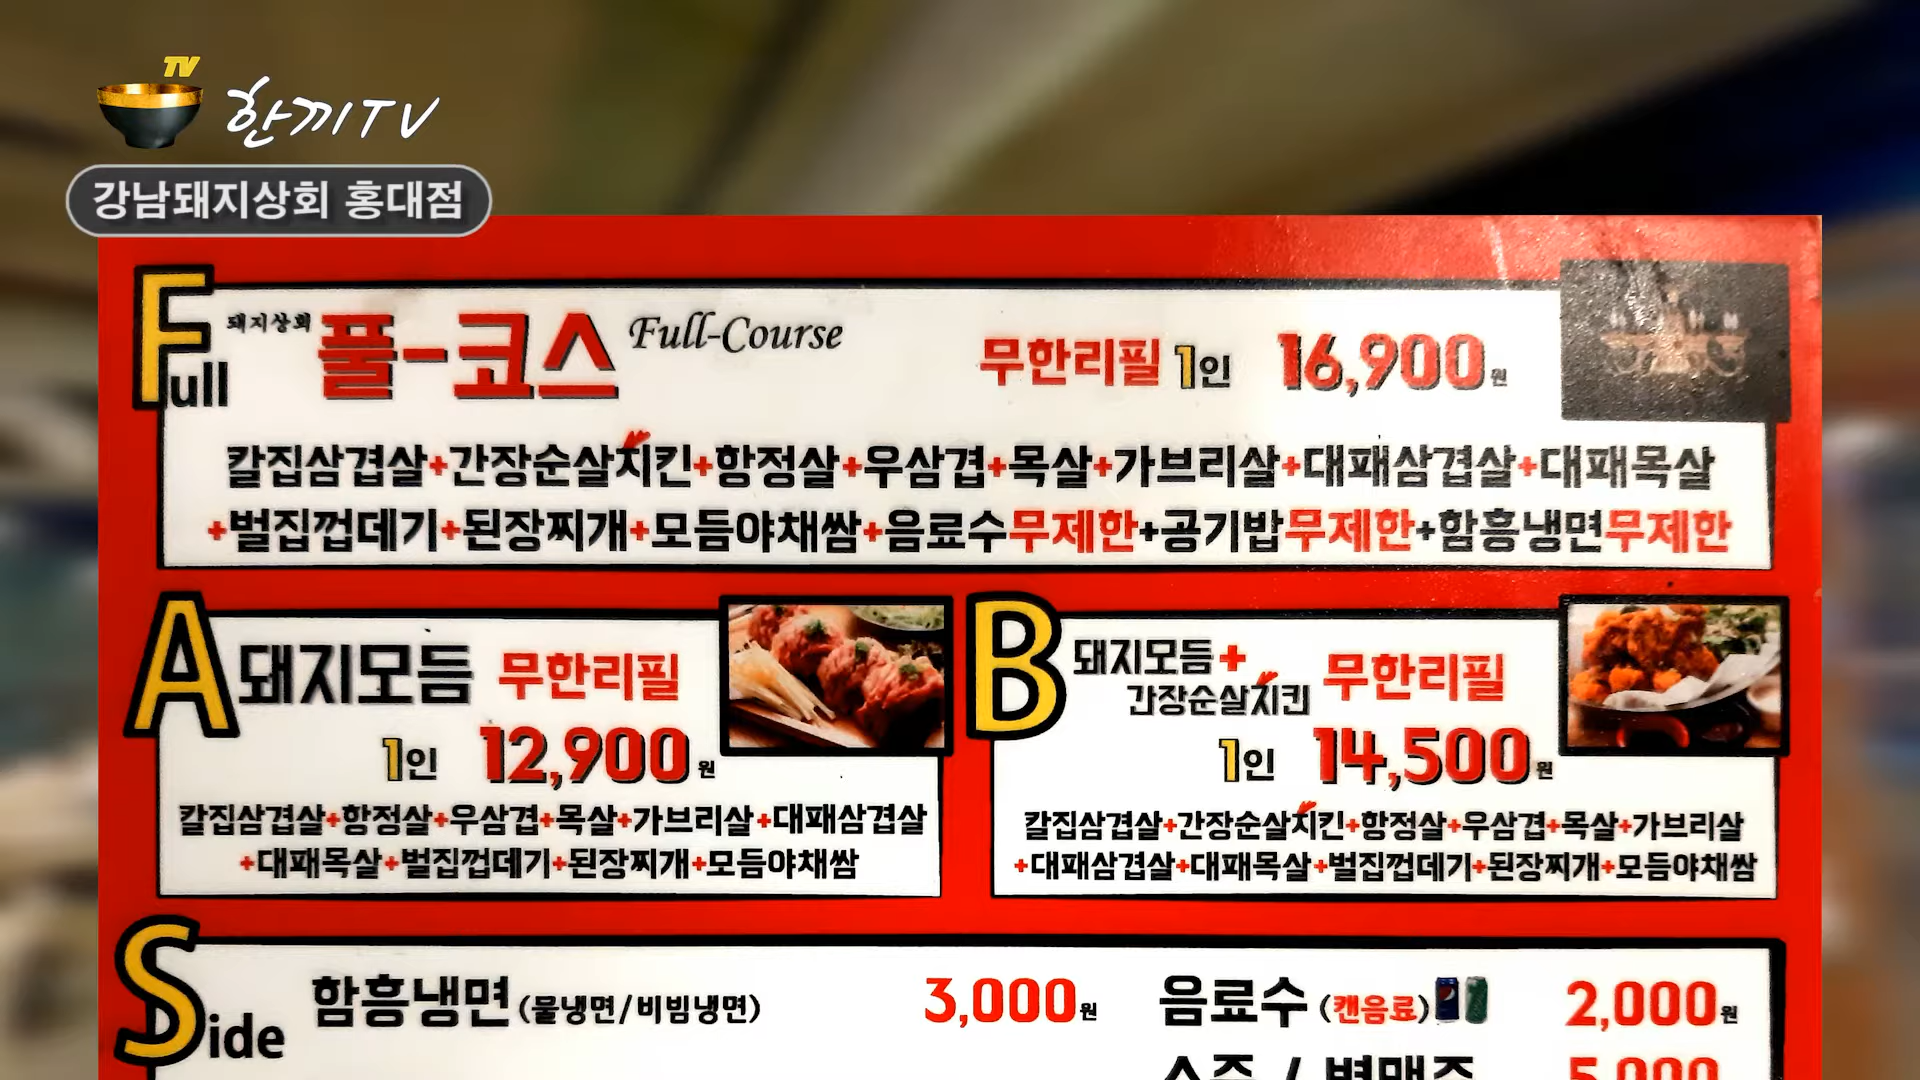 TV
한끼TV
강남돼지상회 홍대점
Full 돼지상회 풀-코스 Full-Course 무한리필 1인 16,900원
칼집삼겹살+간장순살치킨+항정살+우삼겹+목살+가브리살+대패삼겹살+대패목살
+벌집껍데기+된장찌개+모듬야채쌈+음료수무제한+공기밥무제한+함흥냉면무제한
A 돼지모듬 무한리필
1인 12,900원
칼집삼겹살+항정살+우삼겹+목살+가브리살+대패삼겹살
+대패목살+벌집껍데기+된장찌개+모듬야채쌈
B 돼지모듬+
간장순살치킨 무한리필
1인 14,500원
칼집삼겹살+간장순살치킨+항정살+우삼겹+목살+가브리살
+대패삼겹살+대패목살+벌집껍데기+된장찌개+모듬야채쌈
Side 함흥냉면(물냉면/비빔냉면) 3,000원
음료수(캔음료) 2,000원
소주 / 병맥주 5,000